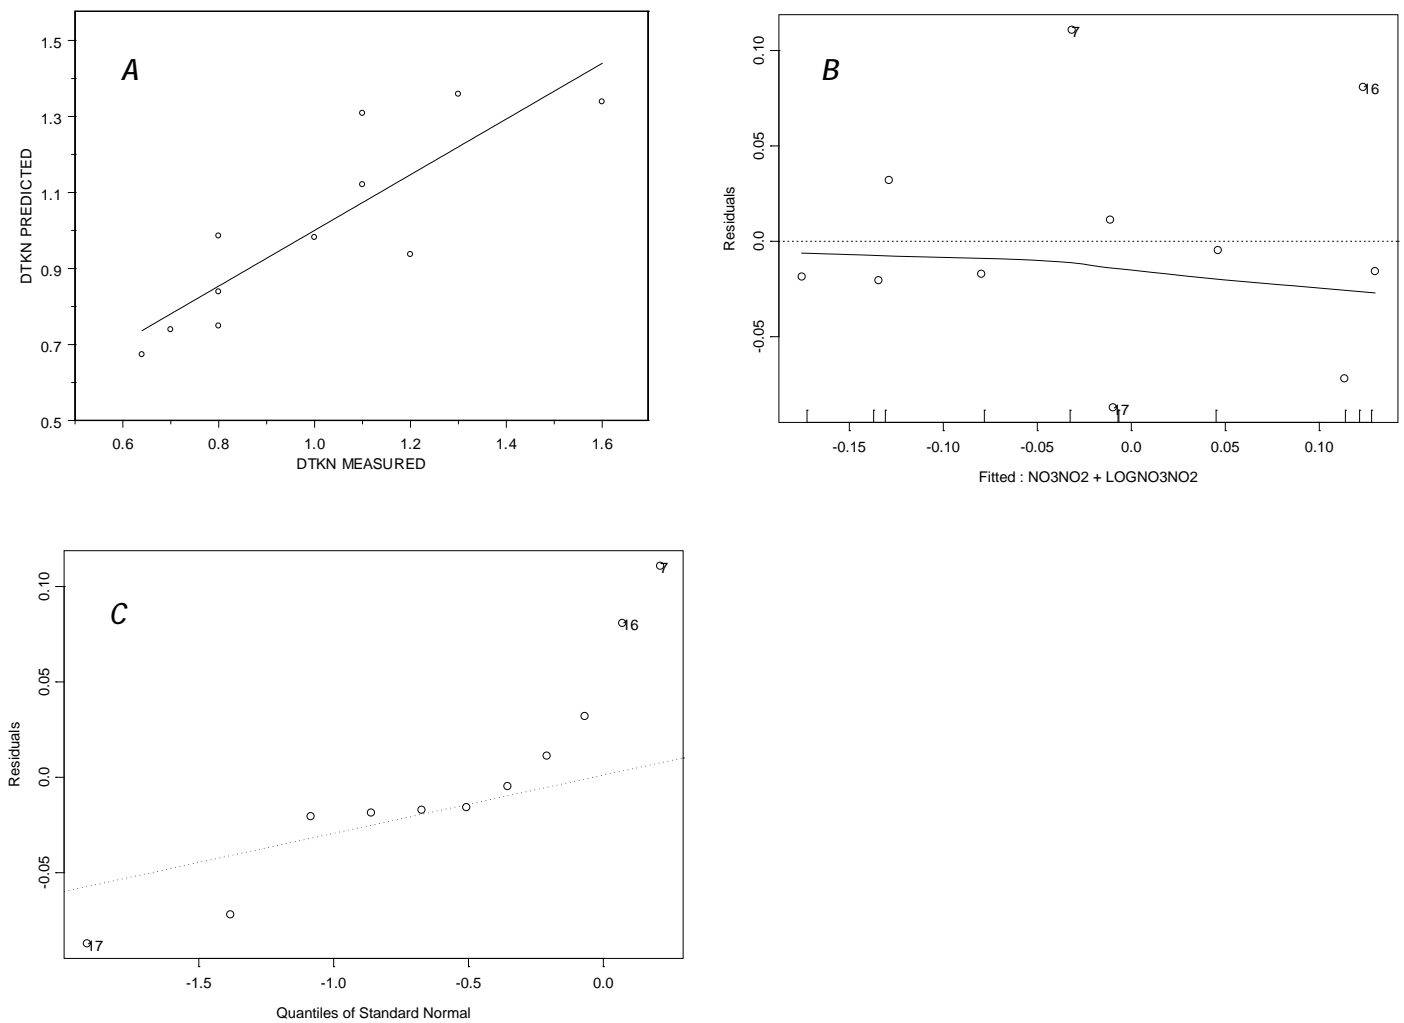 A
1.5
1.3
1.1
0.9
0.7
0.5
DTKN PREDICTED
0.6 0.8 1.0 1.2 1.4 1.6
DTKN MEASURED
B
0.10
0.05
0.0
-0.05
Residuals
7
16
17
-0.15 -0.10 -0.05 0.0 0.05 0.10
Fitted : NO3NO2 + LOGNO3NO2
C
0.10
0.05
0.0
-0.05
Residuals
7
16
17
-1.5 -1.0 -0.5 0.0
Quantiles of Standard Normal